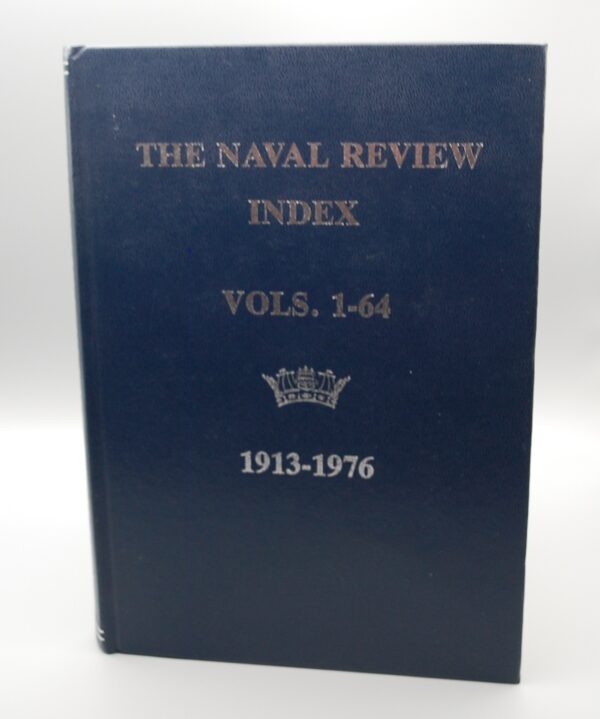 THE NAVAL REVIEW
INDEX
VOLS. 1-64
1913-1976